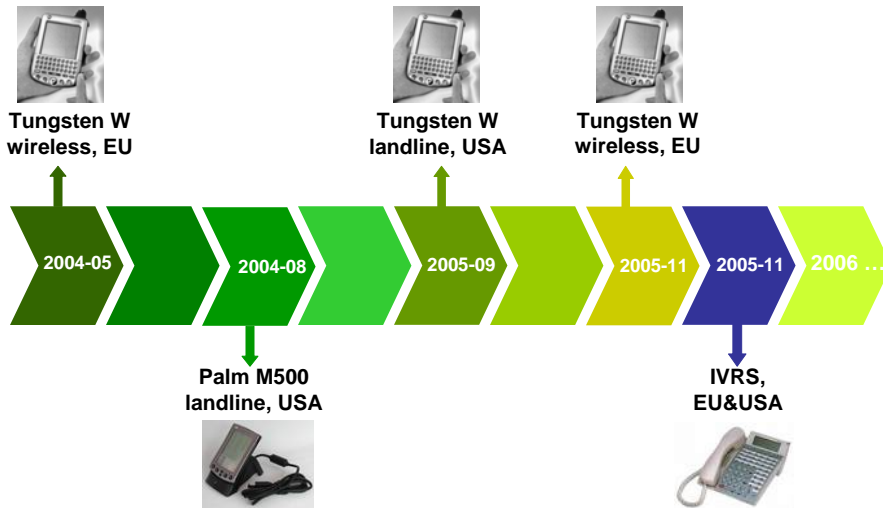 Tungsten W
wireless, EU
Tungsten W
landline, USA
Tungsten W
wireless, EU
2004-05
2004-08
2005-09
2005-11
2005-11
2006 ...
Palm M500
landline, USA
IVRS,
EU&USA